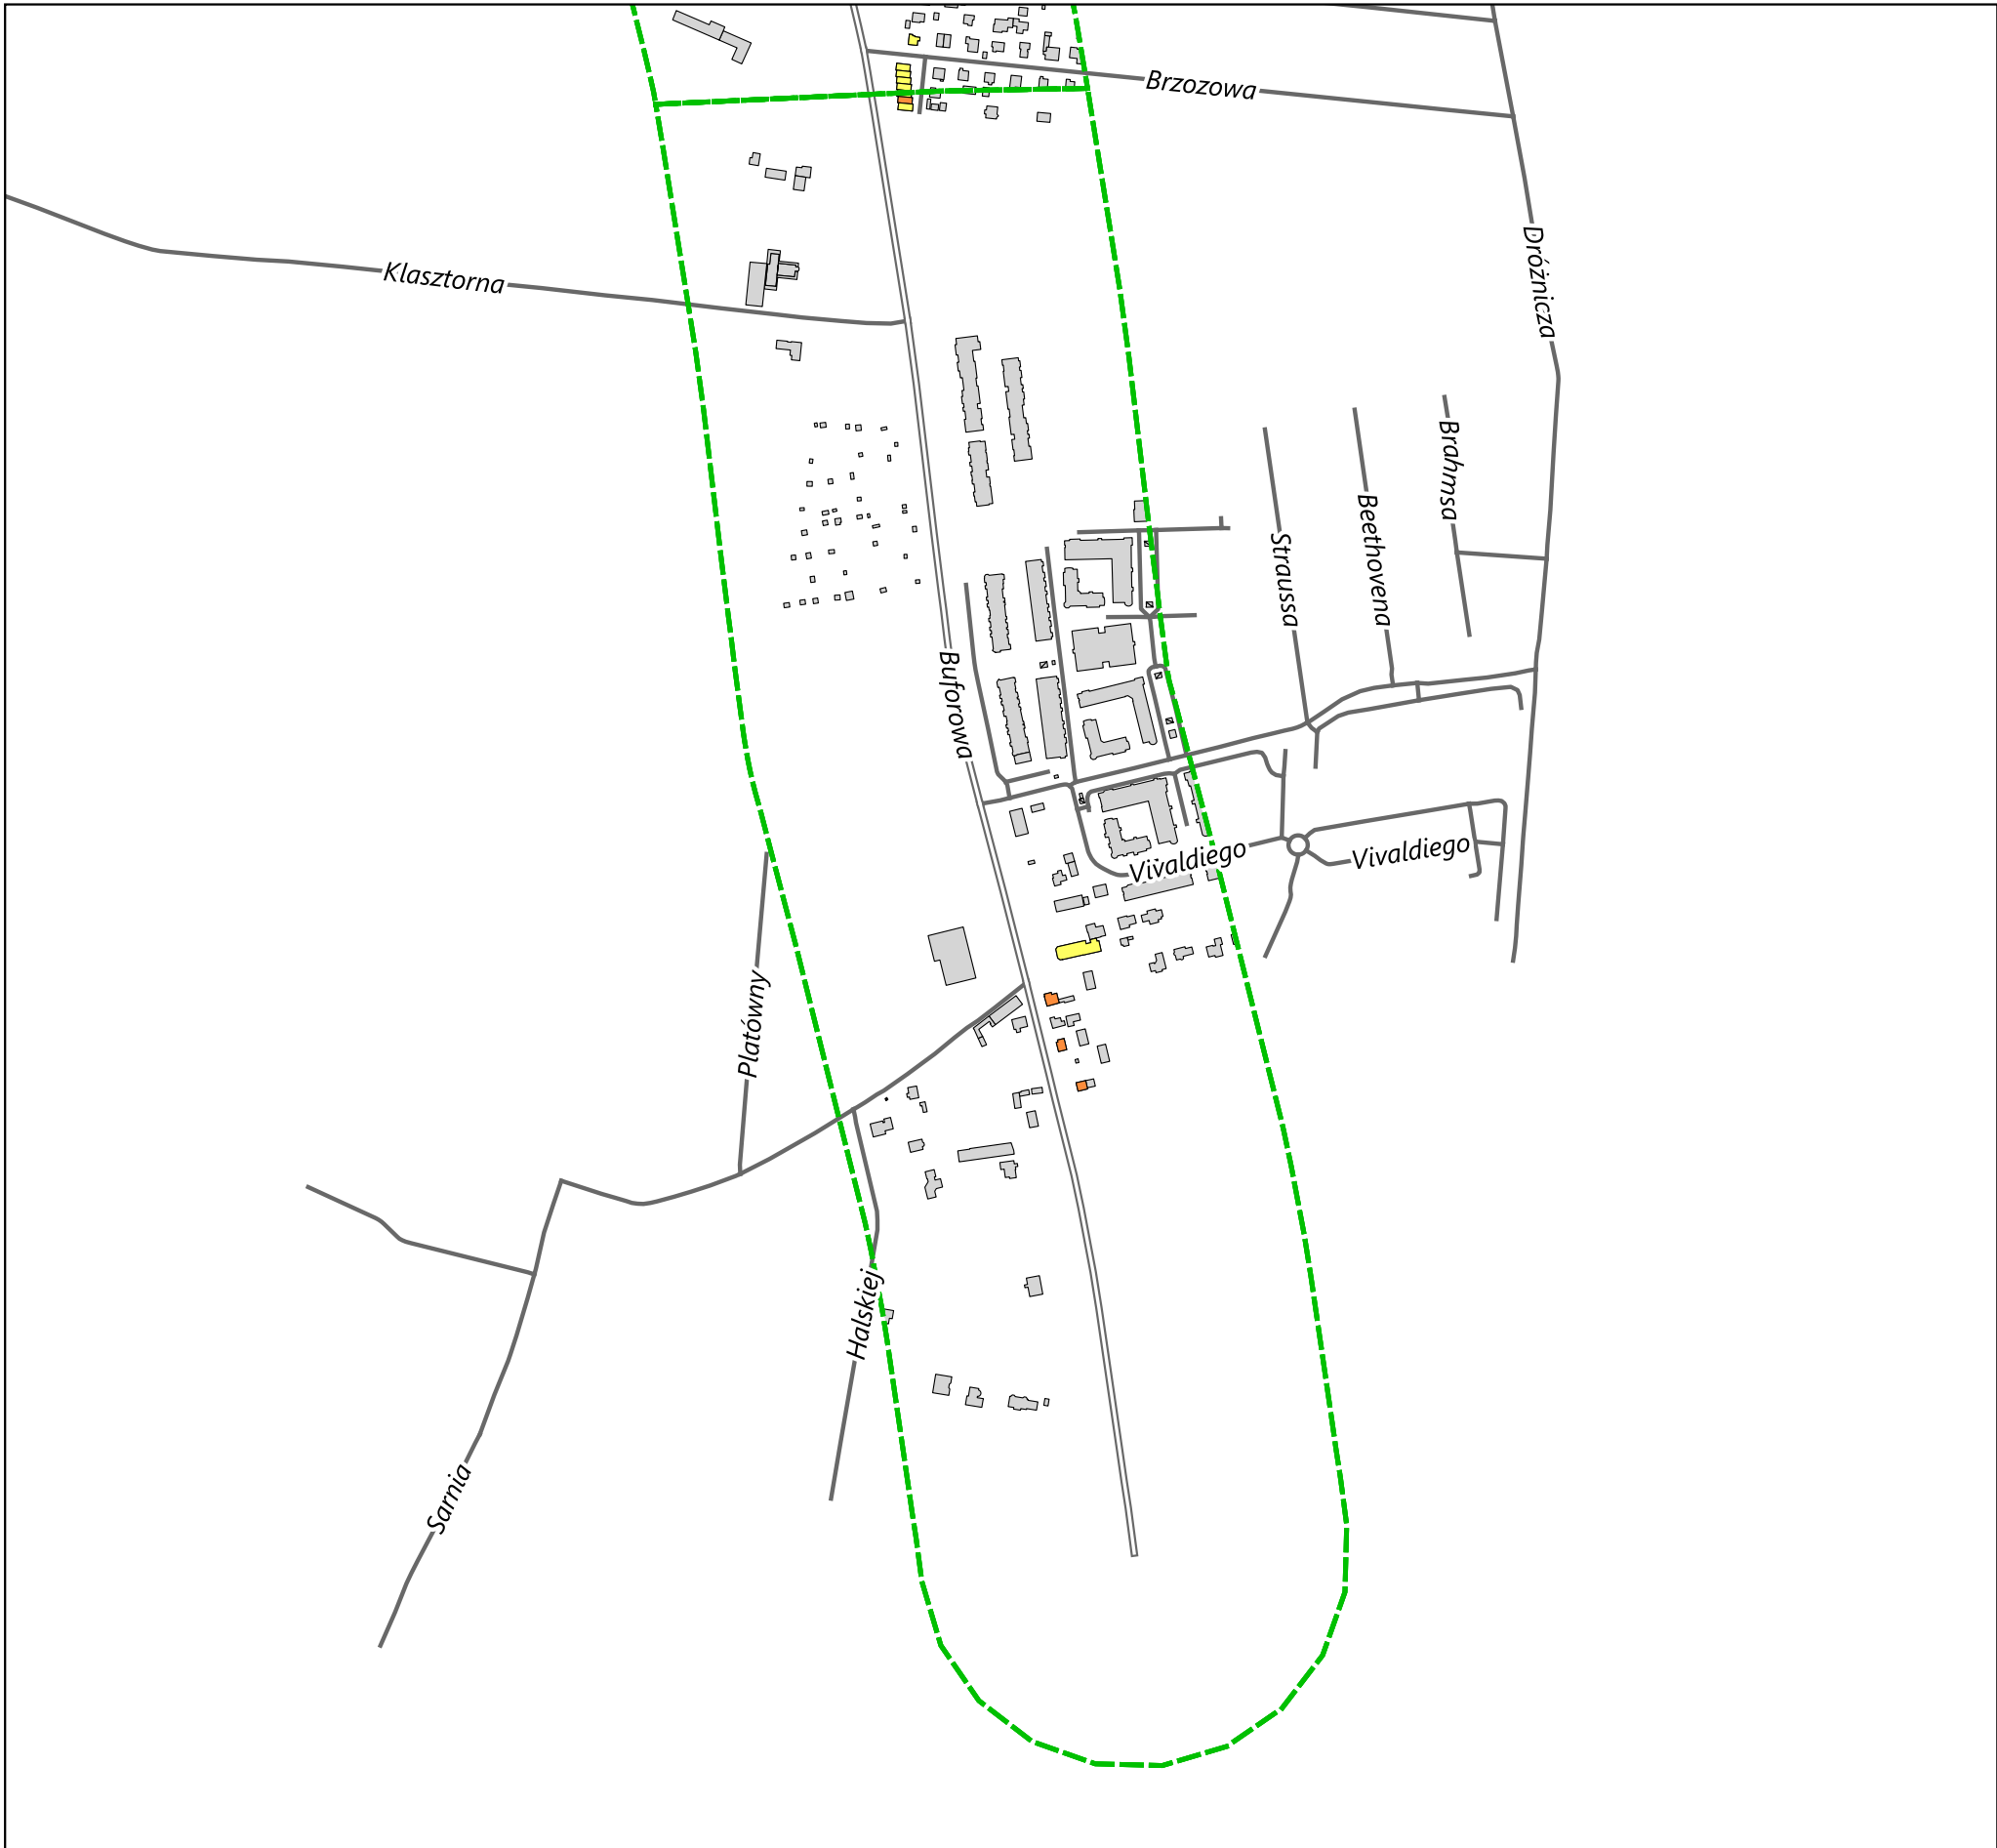 Brzozowa
Klasztorna
Dróżnicza
Brahmsa
Beethovena
Straussa
Buforowa
Vivaldiego
Vivaldiego
Platówny
Halskiej
Sarnia